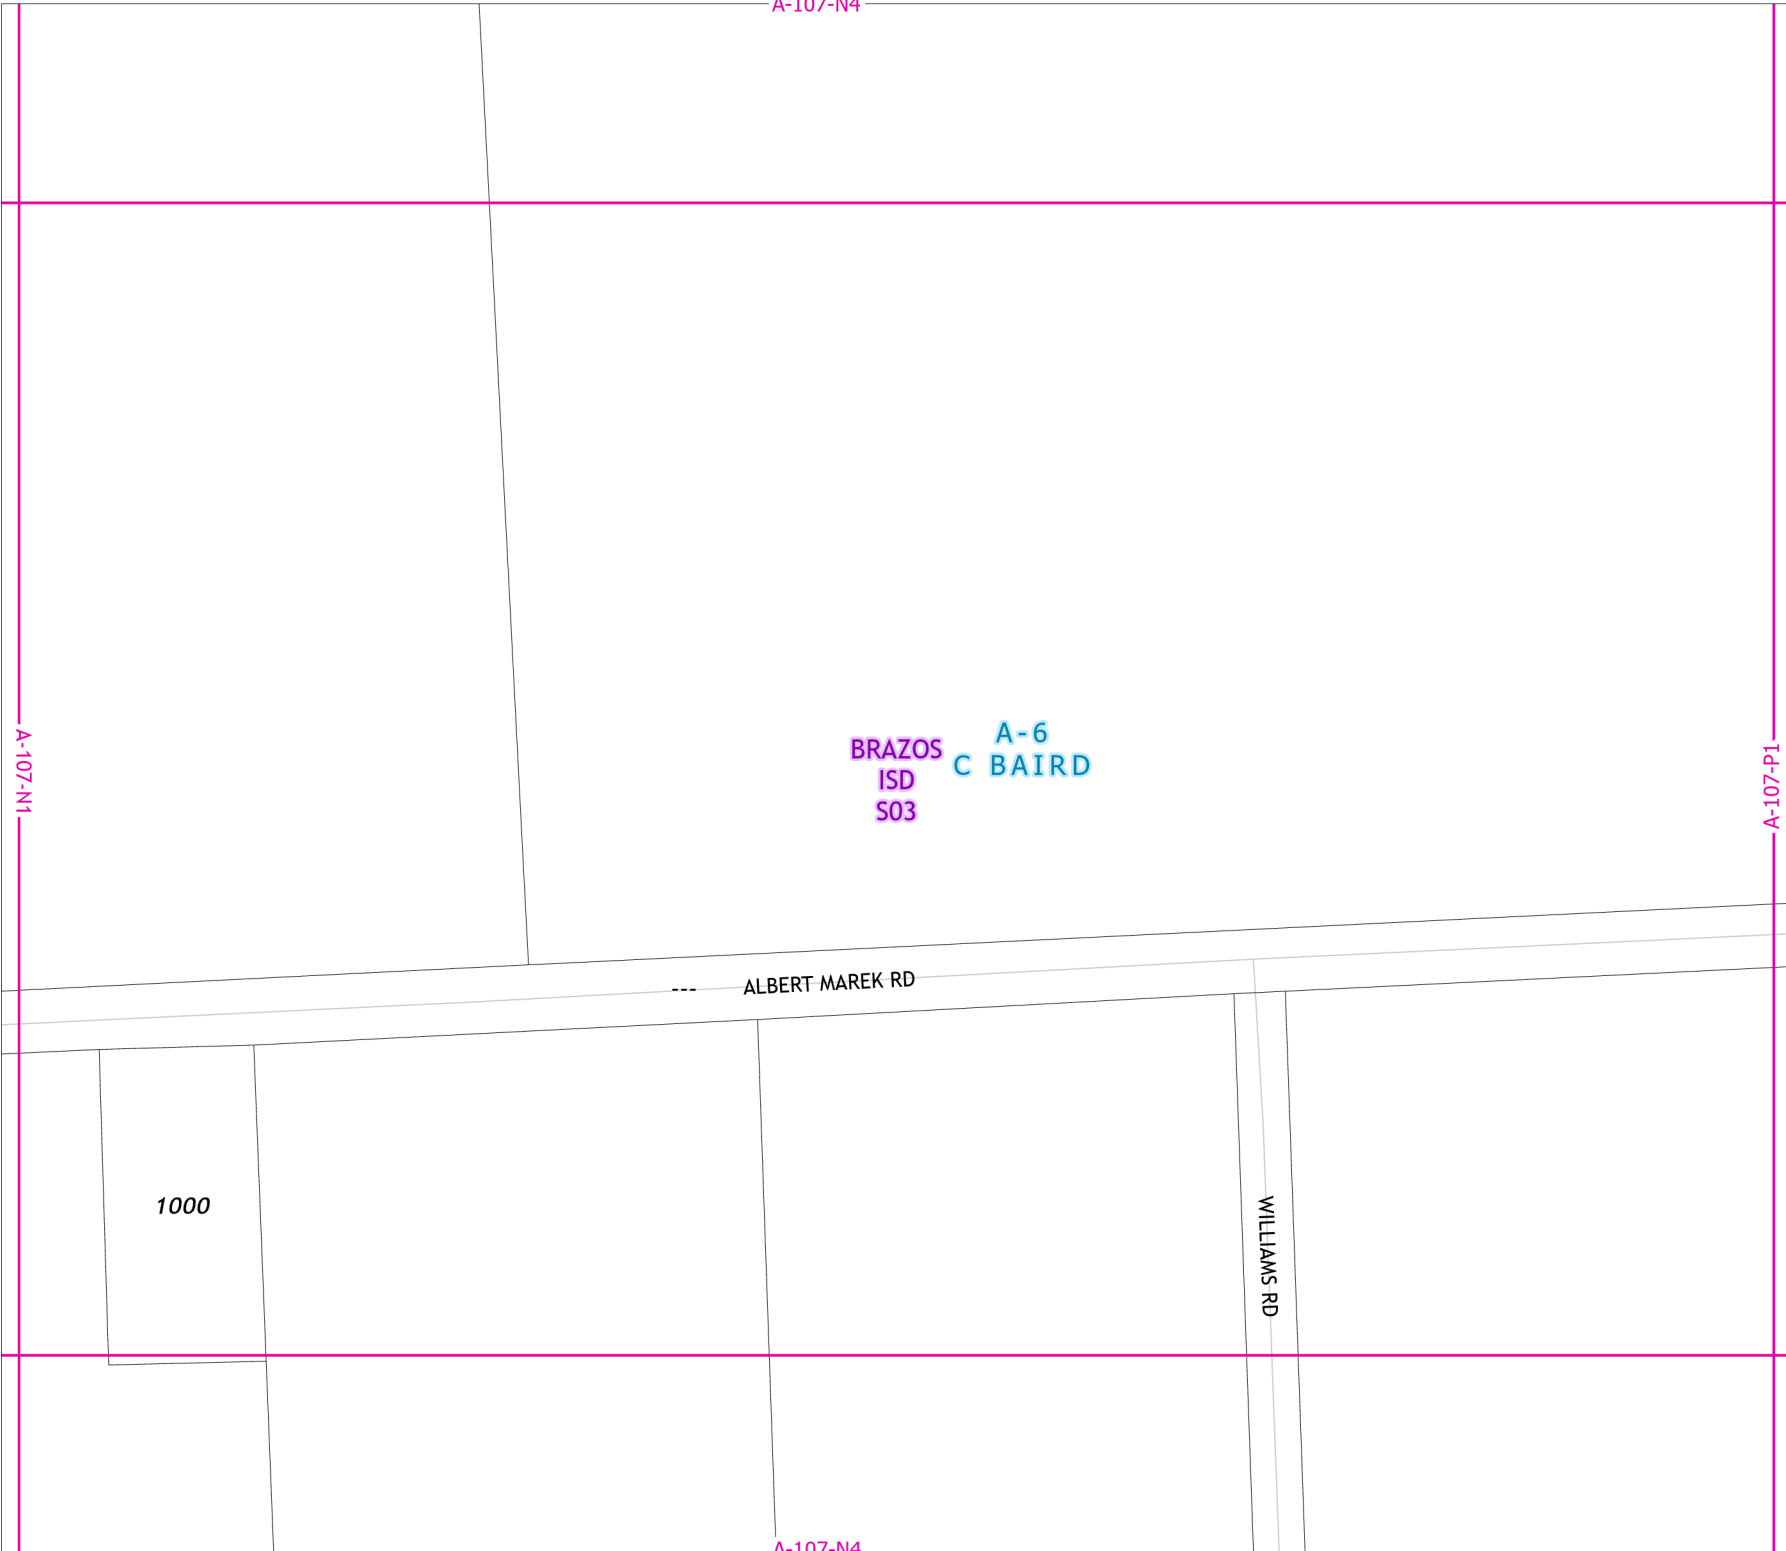 A-107-N4
A-107-N1
BRAZOS
ISD
S03
A-6
C BAIRD
A-107-P1
--- ALBERT MAREK RD
1000
WILLIAMS RD
A-107-N4